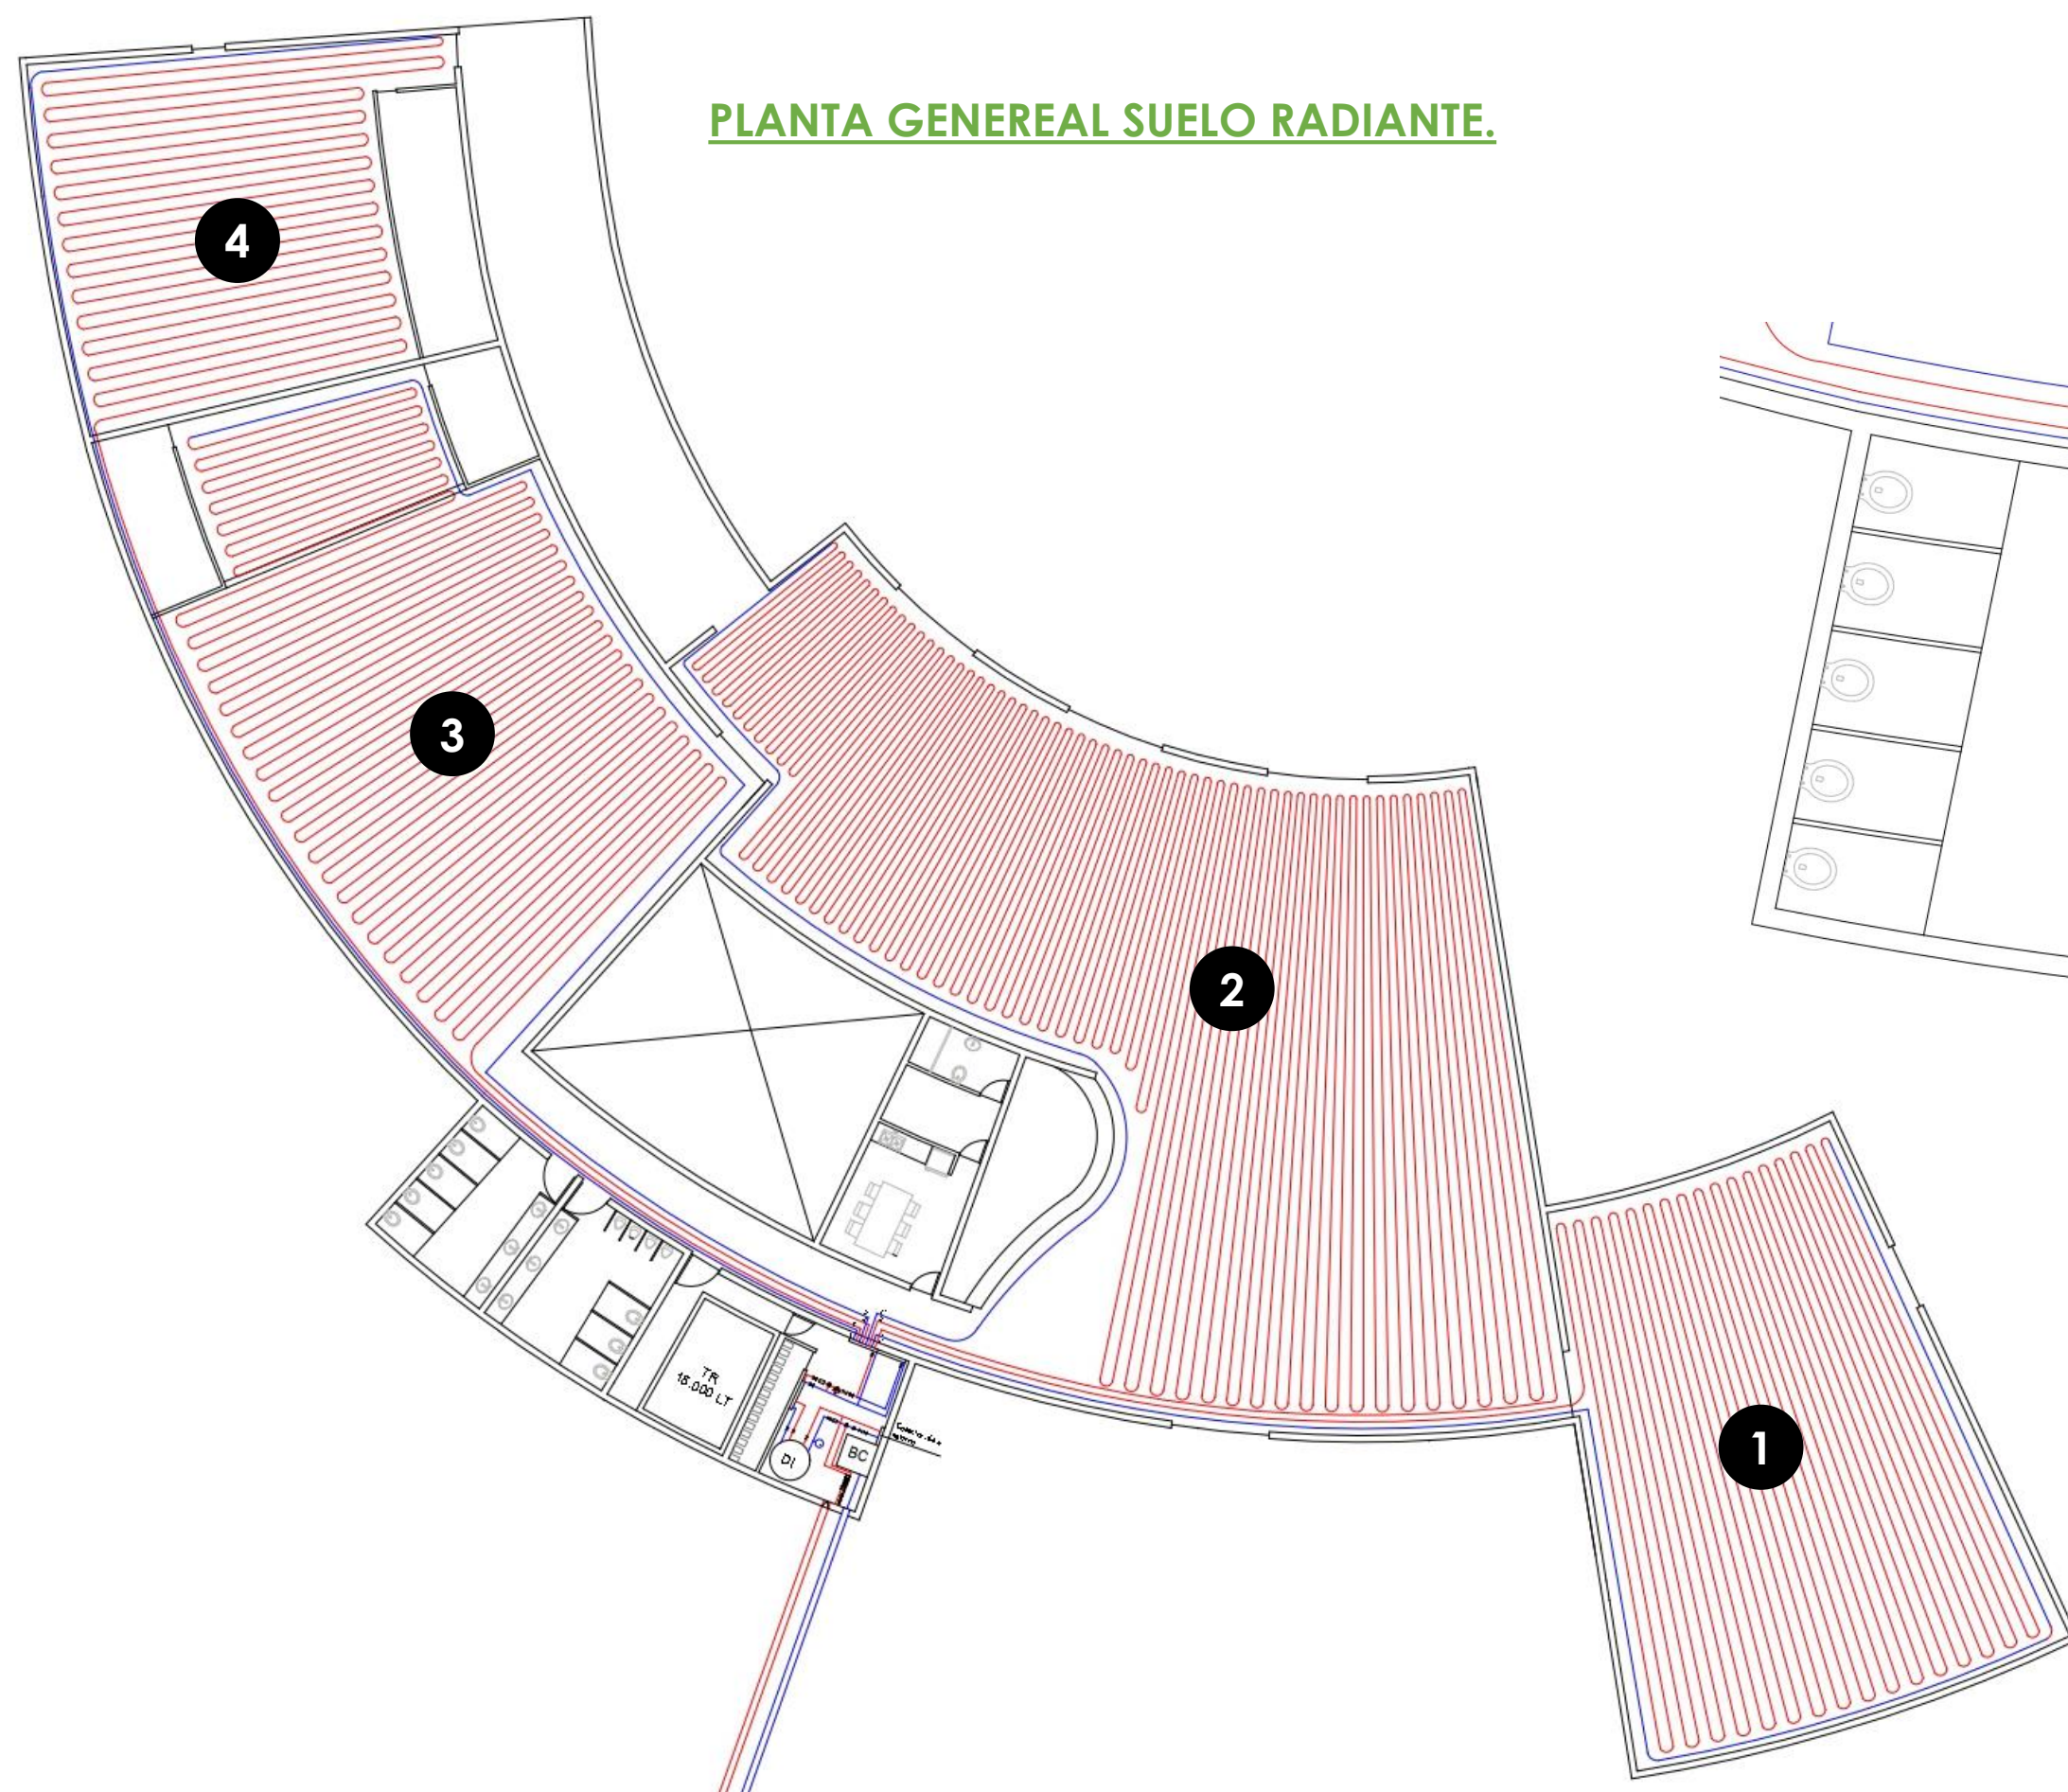 PLANTA GENEREAL SUELO RADIANTE.
4
3
2
1
TR
15.000 LT
DI
BC